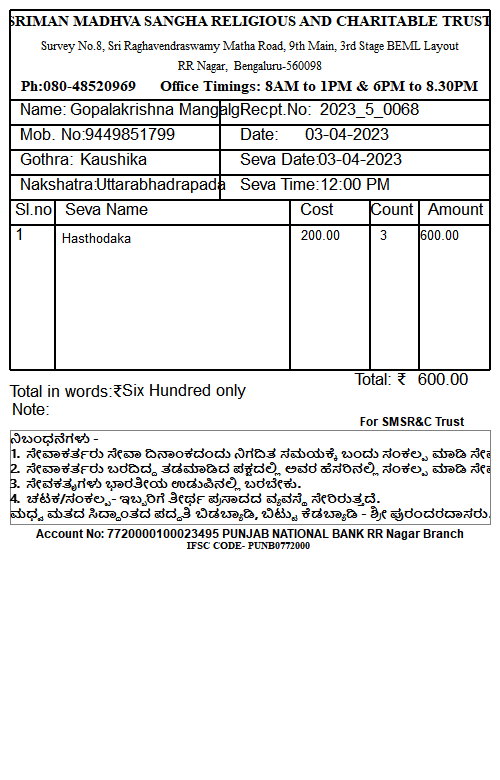 SRIMAN MADHVA SANGHA RELIGIOUS AND CHARITABLE TRUST
Survey No.8, Sri Raghavendraswamy Matha Road, 9th Main, 3rd Stage BEML Layout
RR Nagar, Bengaluru-560098
Ph:080-48520969 Office Timings: 8AM to 1PM & 6PM to 8.30PM
Name: Gopalakrishna Mangalg Recpt.No: 2023_5_0068
Mob. No:9449851799 Date: 03-04-2023
Gothra: Kaushika Seva Date:03-04-2023
Nakshatra:Uttarabhadrapada Seva Time:12:00 PM
Sl.no Seva Name Cost Count Amount
1 Hasthodaka 200.00 3 600.00
Total: ₹ 600.00
Total in words:₹Six Hundred only
Note:
For SMSR&C Trust
ನಿಬಂಧನೆಗಳು -
1. ಸೇವಾಕರ್ತರು ಸೇವಾ ದಿನಾಂಕದಂದು ನಿಗದಿತ ಸಮಯಕ್ಕೆ ಬಂದು ಸಂಕಲ್ಪ ಮಾಡಿ ಸೇವ
2. ಸೇವಾಕರ್ತರು ಬರದಿದ್ದ ತಡಮಾಡಿದ ಪಕ್ಷದಲ್ಲಿ ಅವರ ಹೆಸರಿನಲ್ಲಿ ಸಂಕಲ್ಪ ಮಾಡಿ ಸೇವ
3. ಸೇವಕತೃಗಳು ಭಾರತೀಯ ಉಡುಪಿನಲ್ಲಿ ಬರಬೇಕು.
4. ಚಟಕ/ಸಂಕಲ್ಪ- ಇಬ್ಬರಿಗೆ ತೀರ್ಥ ಪ್ರಸಾದದ ವ್ಯವಸ್ಥೆ ಸೇರಿರುತ್ತದೆ.
ಮಧ್ವ ಮತದ ಸಿದ್ಧಾಂತದ ಪದ್ಧತಿ ಬಿಡಬ್ಯಾಡಿ, ಬಿಟ್ಟು ಕೆಡಬ್ಯಾಡಿ - ಶ್ರೀ ಪುರಂದರದಾಸರು.
Account No: 7720000100023495 PUNJAB NATIONAL BANK RR Nagar Branch
IFSC CODE- PUNB0772000